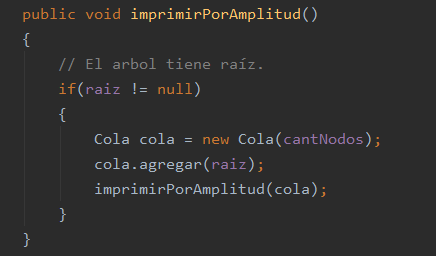 public void imprimirPorAmplitud()
{
// El arbol tiene raíz.
if(raiz != null)
{
Cola cola = new Cola(cantNodos);
cola.agregar(raiz);
imprimirPorAmplitud(cola);
}
}